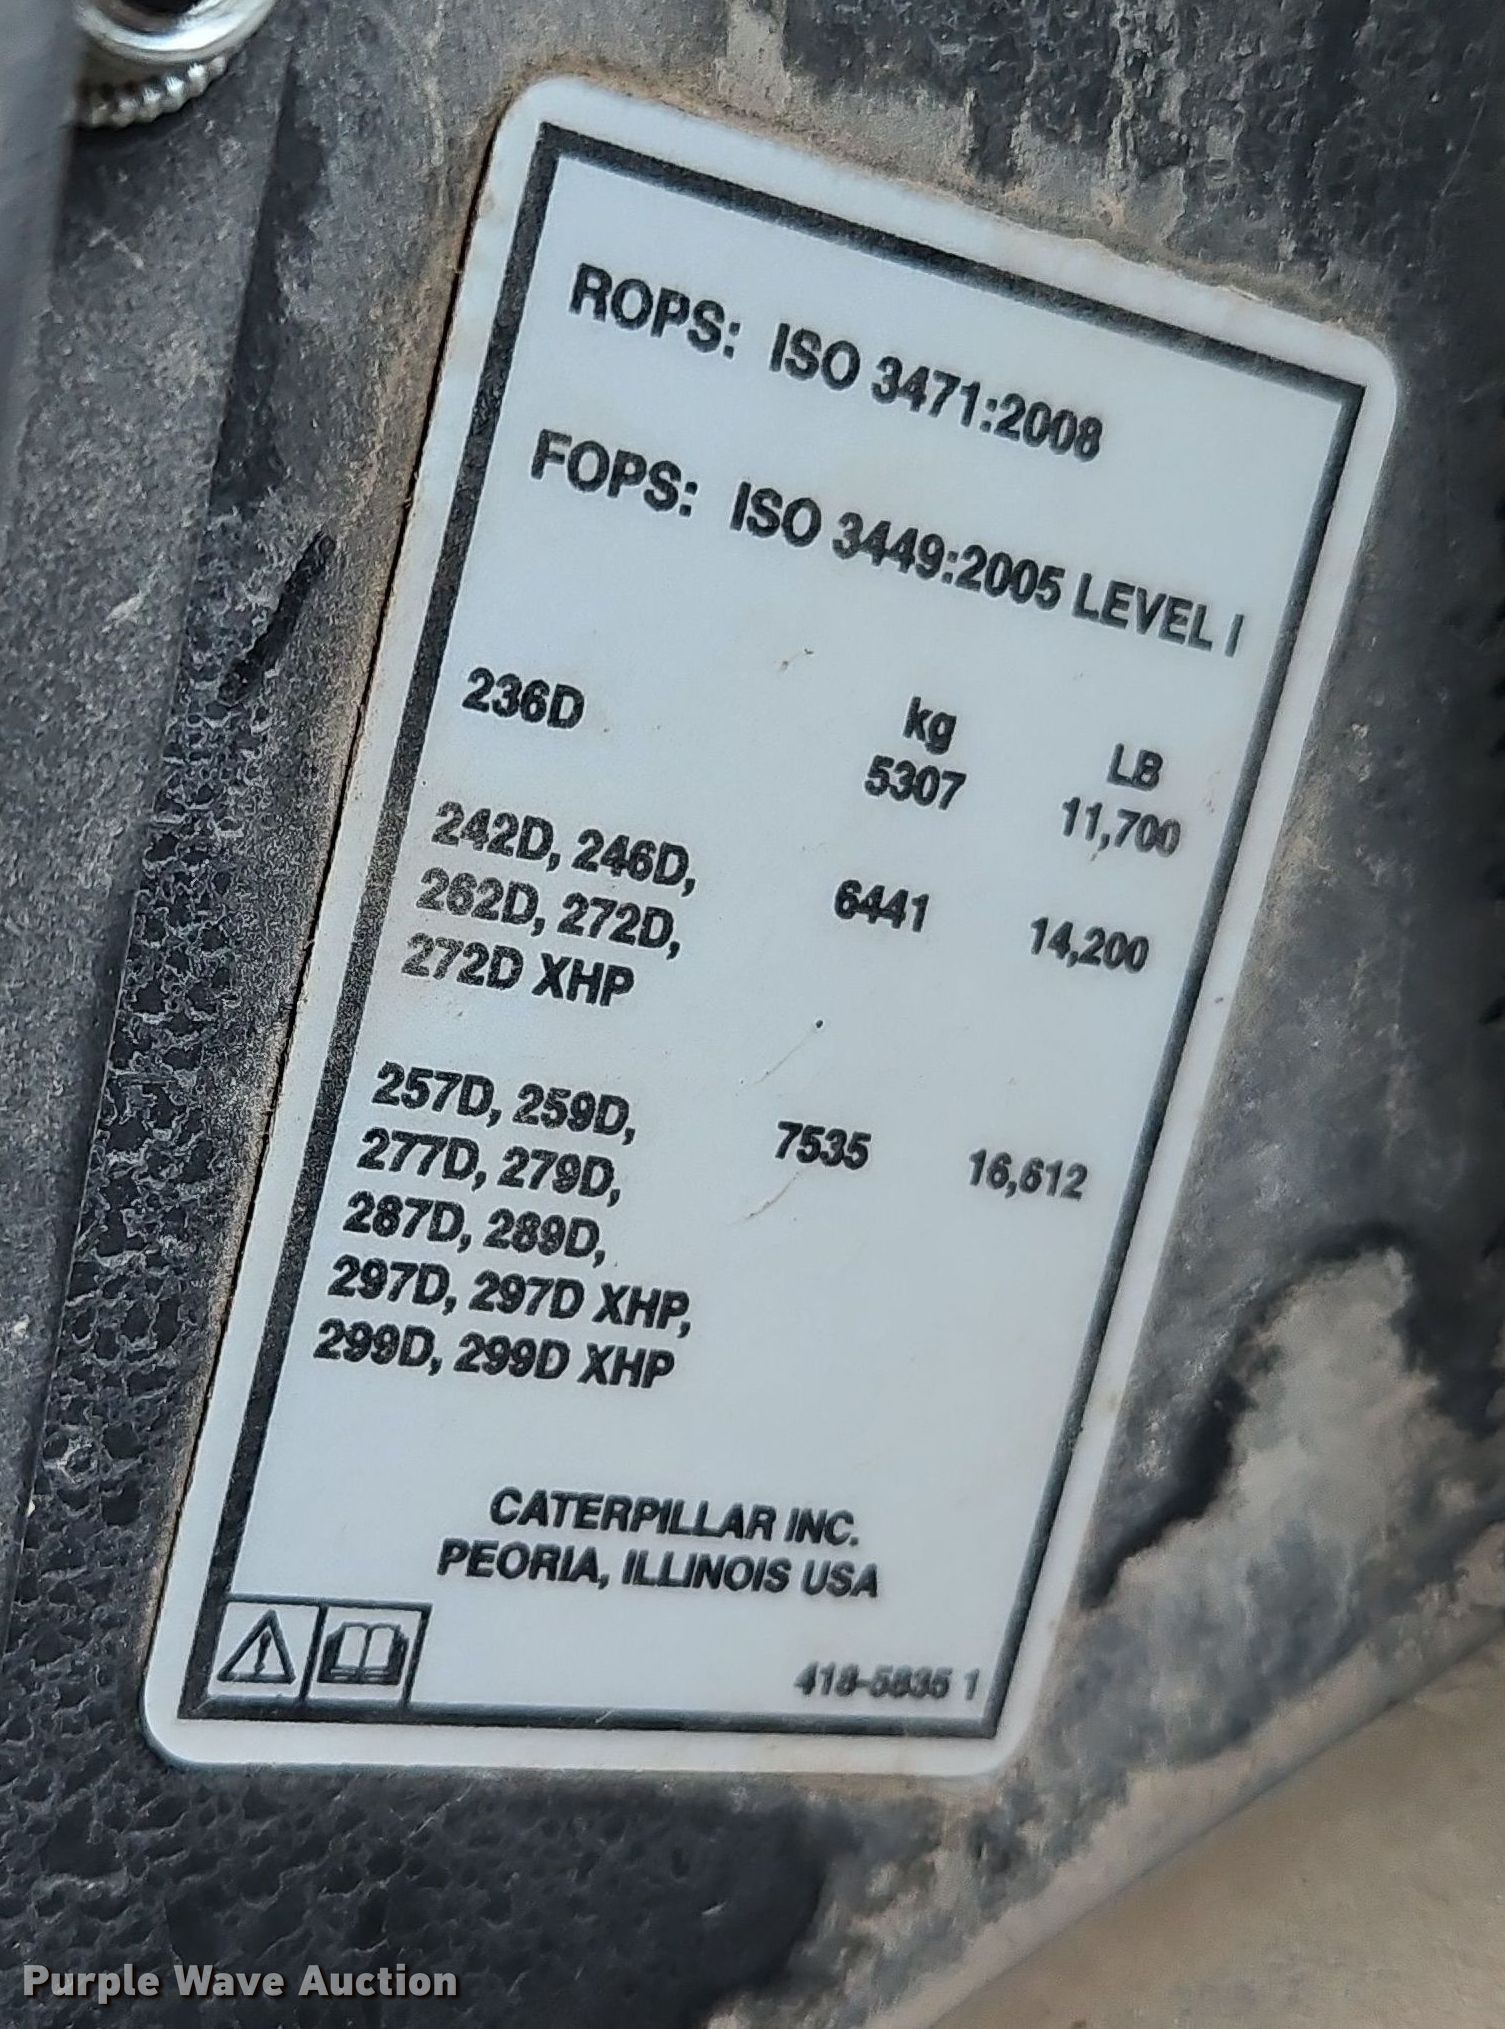 ROPS: ISO 3471:2008
FOPS: ISO 3449:2005 LEVEL I
kg LB
236D 5307 11,700
242D, 246D, 6441 14,200
262D, 272D,
272D XHP
257D, 259D, 7535 16,612
277D, 279D,
287D, 289D,
297D, 297D XHP,
299D, 299D XHP
CATERPILLAR INC.
PEORIA, ILLINOIS USA
418-5835 1
Purple Wave Auction